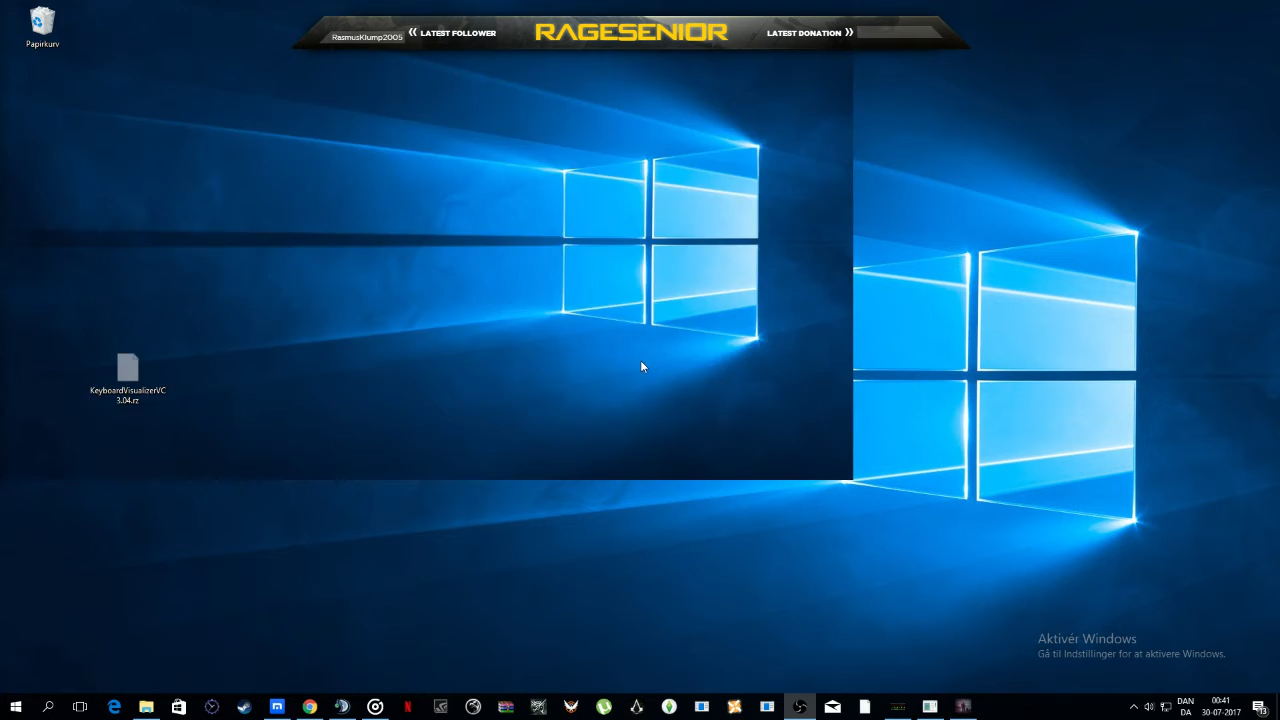 RasmusKlump2005 « LATEST FOLLOWER RAGESENIOR LATEST DONATION »
Papirkurv
KeyboardVisualizerVC
3.04.rz
Aktivér Windows
Gå til Indstillinger for at aktivere Windows.
DAN 00:41
DA 30-07-2017